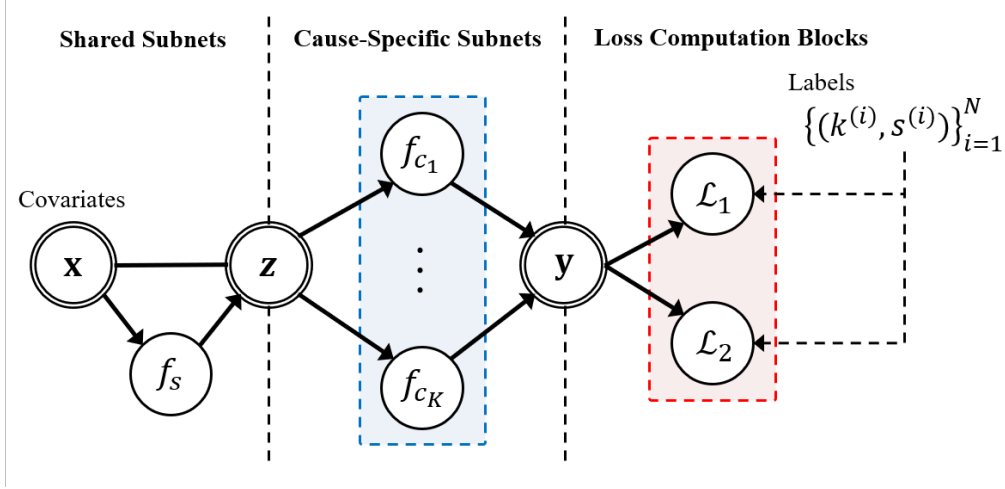 Shared Subnets
Cause-Specific Subnets
Loss Computation Blocks
Labels
{(k^{(i)}, s^{(i)})}_{i=1}^{N}
Covariates
x
f_s
z
f_{c_1}
⋮
f_{c_K}
y
ℒ_1
ℒ_2